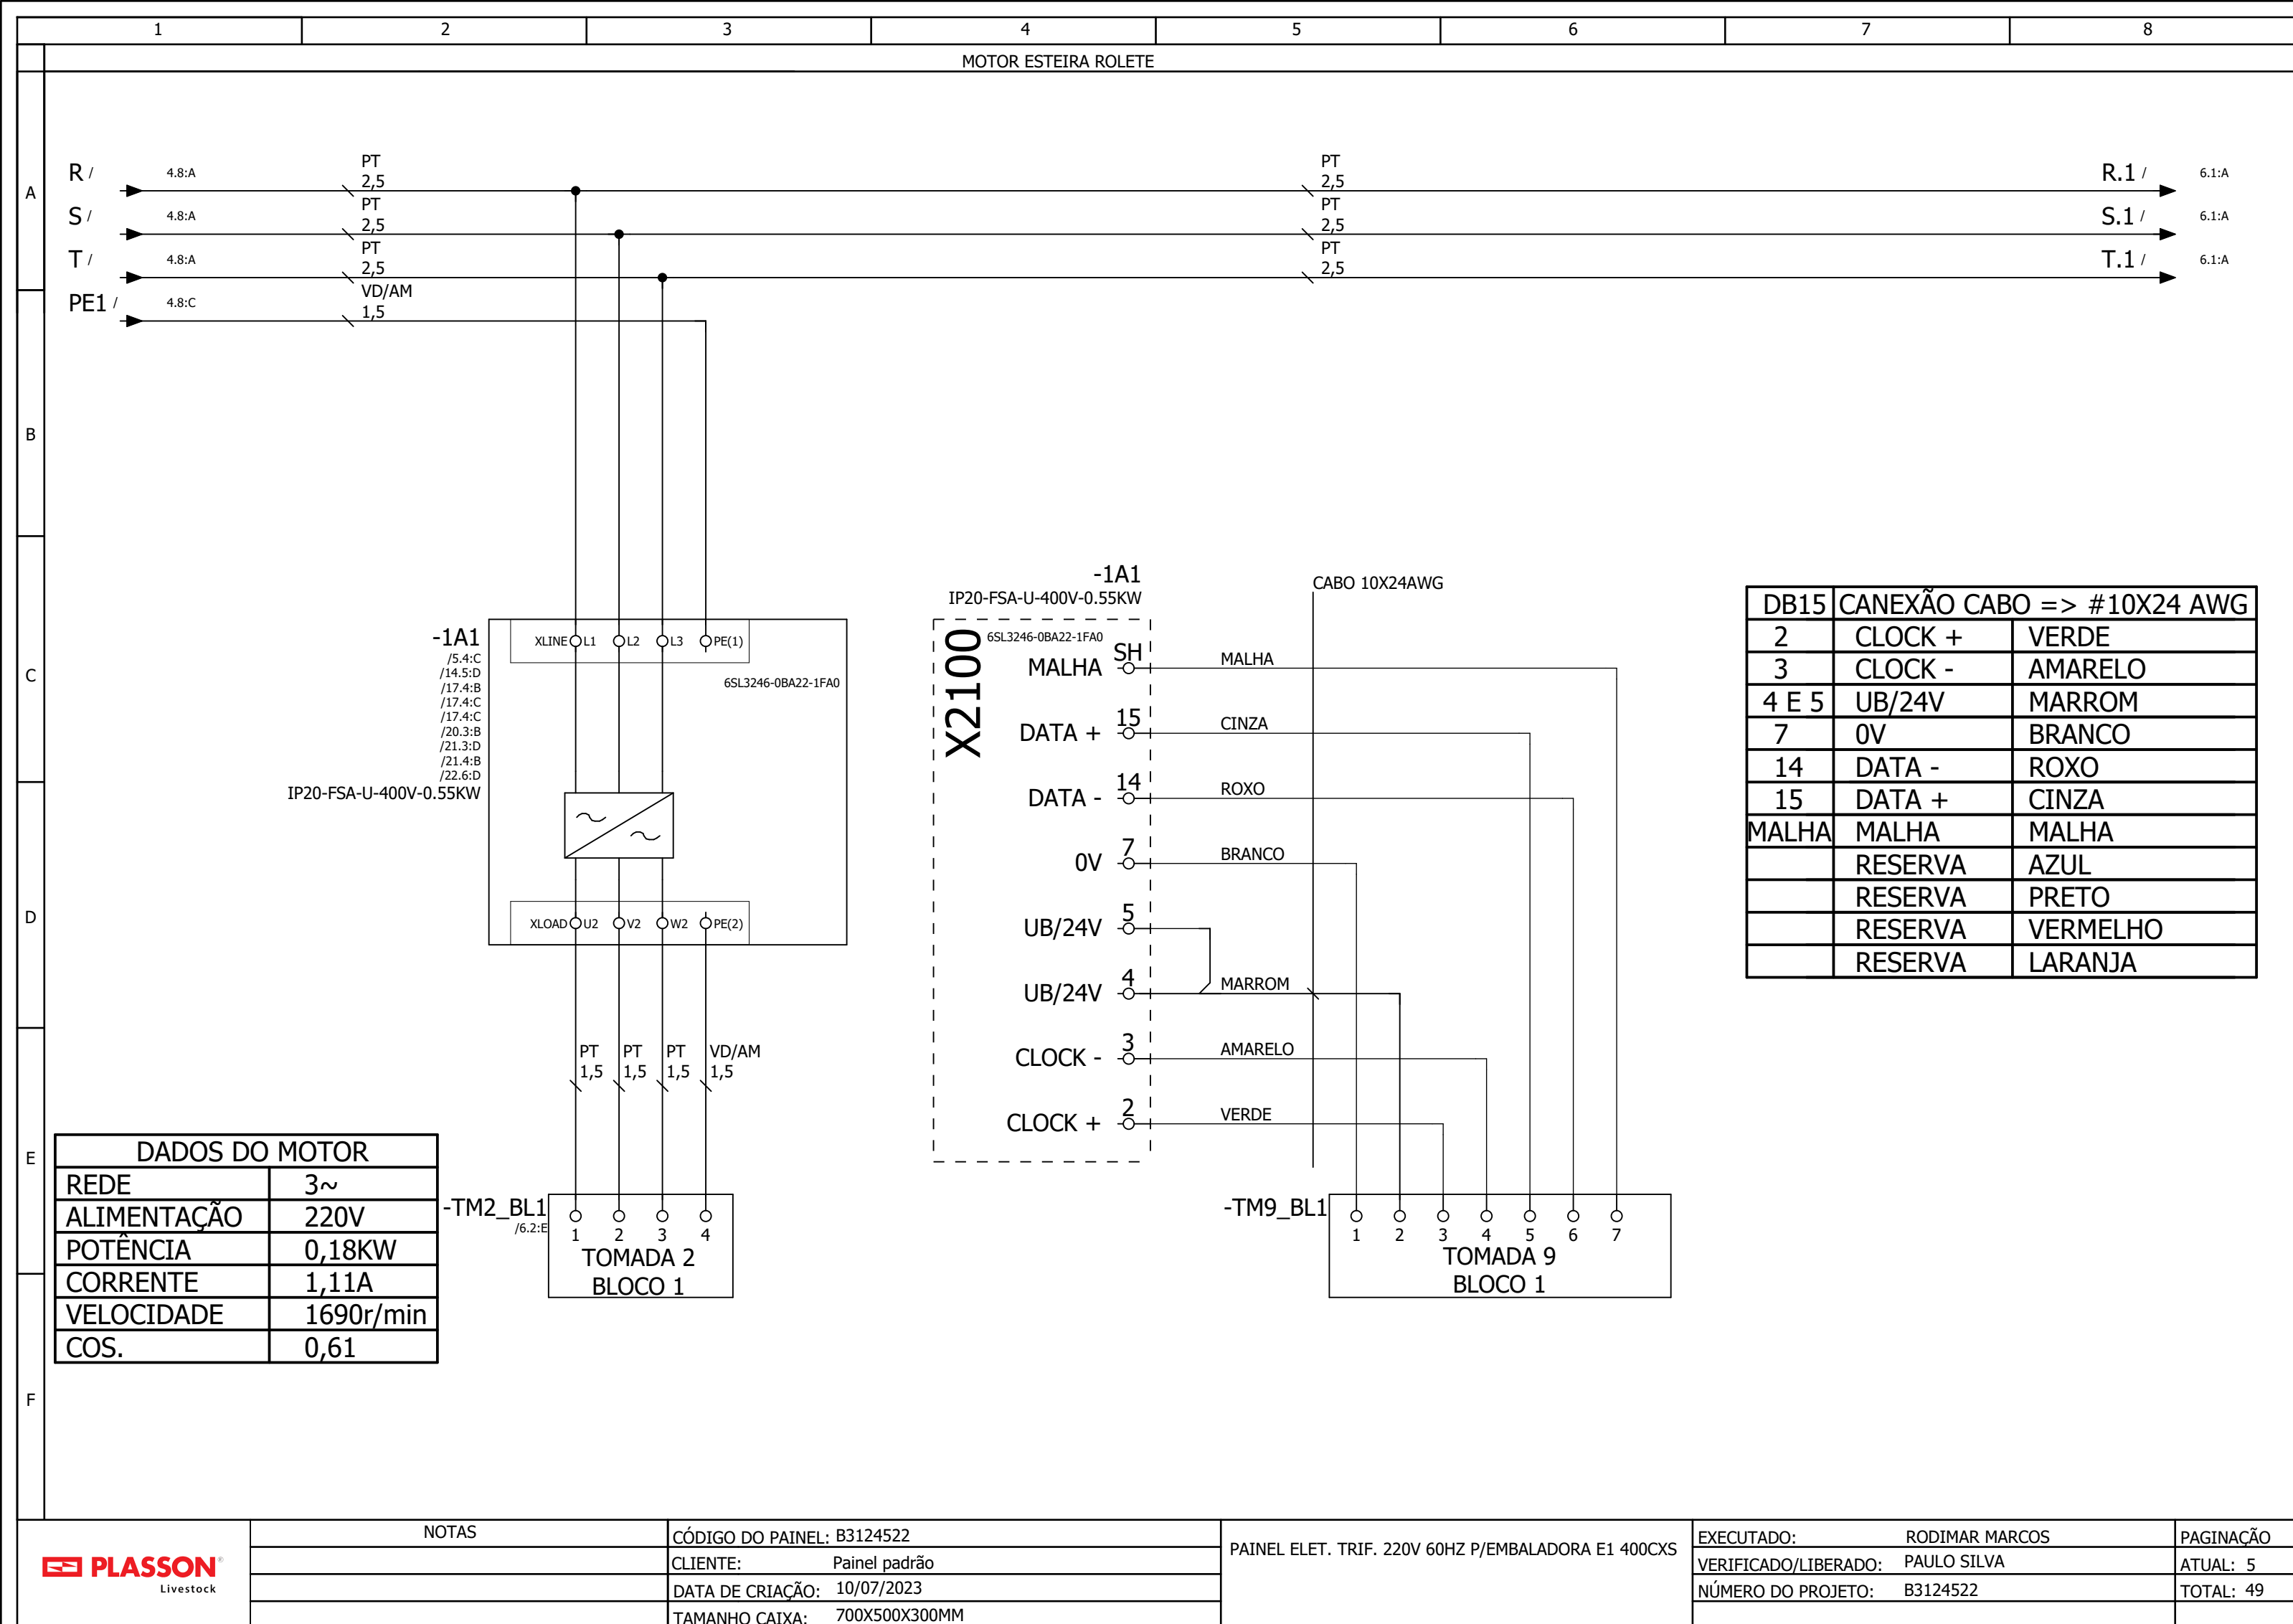 1 2 3 4 5 6 7 8
MOTOR ESTEIRA ROLETE
A
B
C
D
E
F
R / 4.8:A
PT
2,5
PT
2,5
R.1 / 6.1:A
S / 4.8:A
PT
2,5
PT
2,5
S.1 / 6.1:A
T / 4.8:A
PT
2,5
PT
2,5
T.1 / 6.1:A
PE1 / 4.8:C
VD/AM
1,5
-1A1
/5.4:C
/14.5:D
/17.4:B
/17.4:C
/17.4:C
/20.3:B
/21.3:D
/21.4:B
/22.6:D
IP20-FSA-U-400V-0.55KW
XLINE L1 L2 L3 PE(1)
6SL3246-0BA22-1FA0
XLOAD U2 V2 W2 PE(2)
PT PT PT VD/AM
1,5 1,5 1,5 1,5
-TM2_BL1
/6.2:E
1 2 3 4
TOMADA 2
BLOCO 1
-1A1
IP20-FSA-U-400V-0.55KW
6SL3246-0BA22-1FA0
X2100
CABO 10X24AWG
MALHA SH MALHA
DATA + 15 CINZA
DATA - 14 ROXO
0V 7 BRANCO
UB/24V 5
UB/24V 4 MARROM
CLOCK - 3 AMARELO
CLOCK + 2 VERDE
-TM9_BL1
1 2 3 4 5 6 7
TOMADA 9
BLOCO 1
DB15 CANEXÃO CABO => #10X24 AWG
2 CLOCK + VERDE
3 CLOCK - AMARELO
4 E 5 UB/24V MARROM
7 0V BRANCO
14 DATA - ROXO
15 DATA + CINZA
MALHA MALHA MALHA
RESERVA AZUL
RESERVA PRETO
RESERVA VERMELHO
RESERVA LARANJA
DADOS DO MOTOR
REDE 3~
ALIMENTAÇÃO 220V
POTÊNCIA 0,18KW
CORRENTE 1,11A
VELOCIDADE 1690r/min
COS. 0,61
PLASSON®
Livestock
NOTAS
CÓDIGO DO PAINEL: B3124522
CLIENTE: Painel padrão
DATA DE CRIAÇÃO: 10/07/2023
TAMANHO CAIXA: 700X500X300MM
PAINEL ELET. TRIF. 220V 60HZ P/EMBALADORA E1 400CXS
EXECUTADO: RODIMAR MARCOS
VERIFICADO/LIBERADO: PAULO SILVA
NÚMERO DO PROJETO: B3124522
PAGINAÇÃO
ATUAL: 5
TOTAL: 49